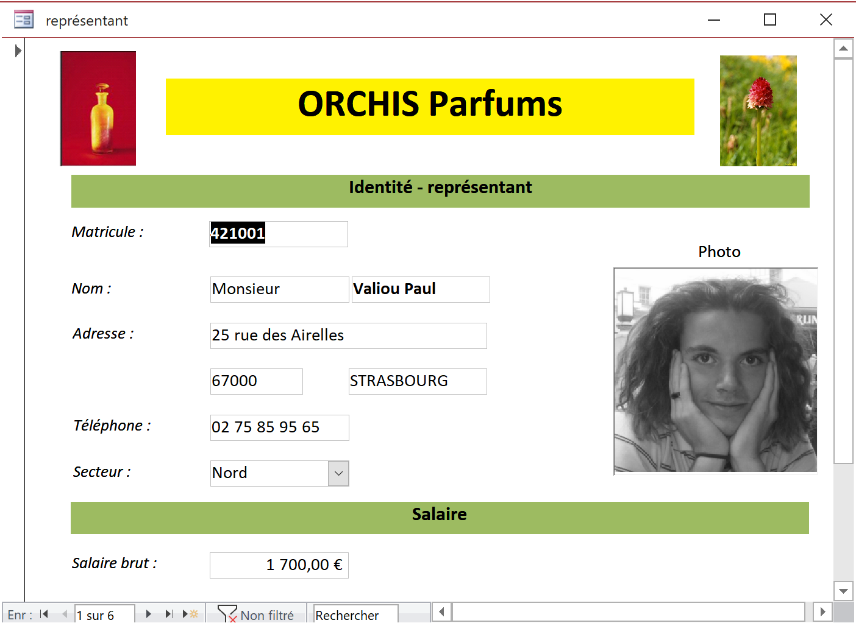 représentant
ORCHIS Parfums
Identité - représentant
Matricule : 421001
Photo
Nom : Monsieur Valiou Paul
Adresse : 25 rue des Airelles
67000 STRASBOURG
Téléphone : 02 75 85 95 65
Secteur : Nord
Salaire
Salaire brut : 1 700,00 €
Enr : 1 sur 6 Non filtré Rechercher